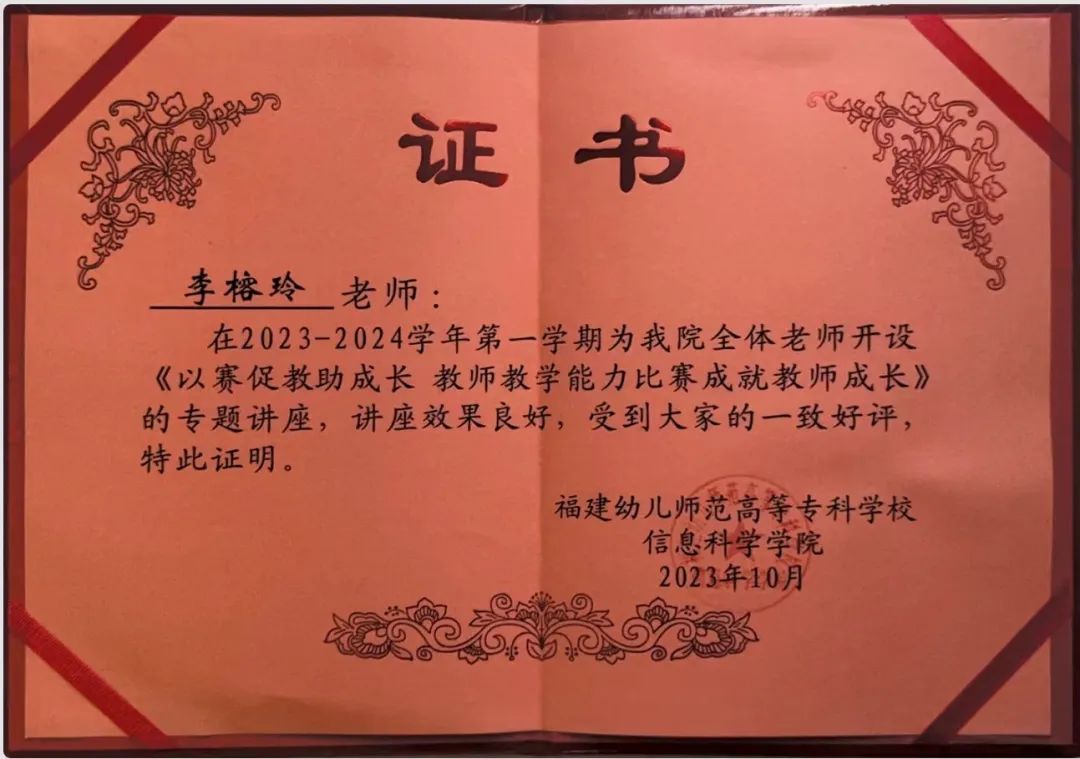 证书
李榕玲 老师：
在2023-2024学年第一学期为我院全体老师开设
《以赛促教助成长 教师教学能力比赛成就教师成长》
的专题讲座，讲座效果良好，受到大家的一致好评，
特此证明。
福建幼儿师范高等专科学校
信息科学学院
2023年10月